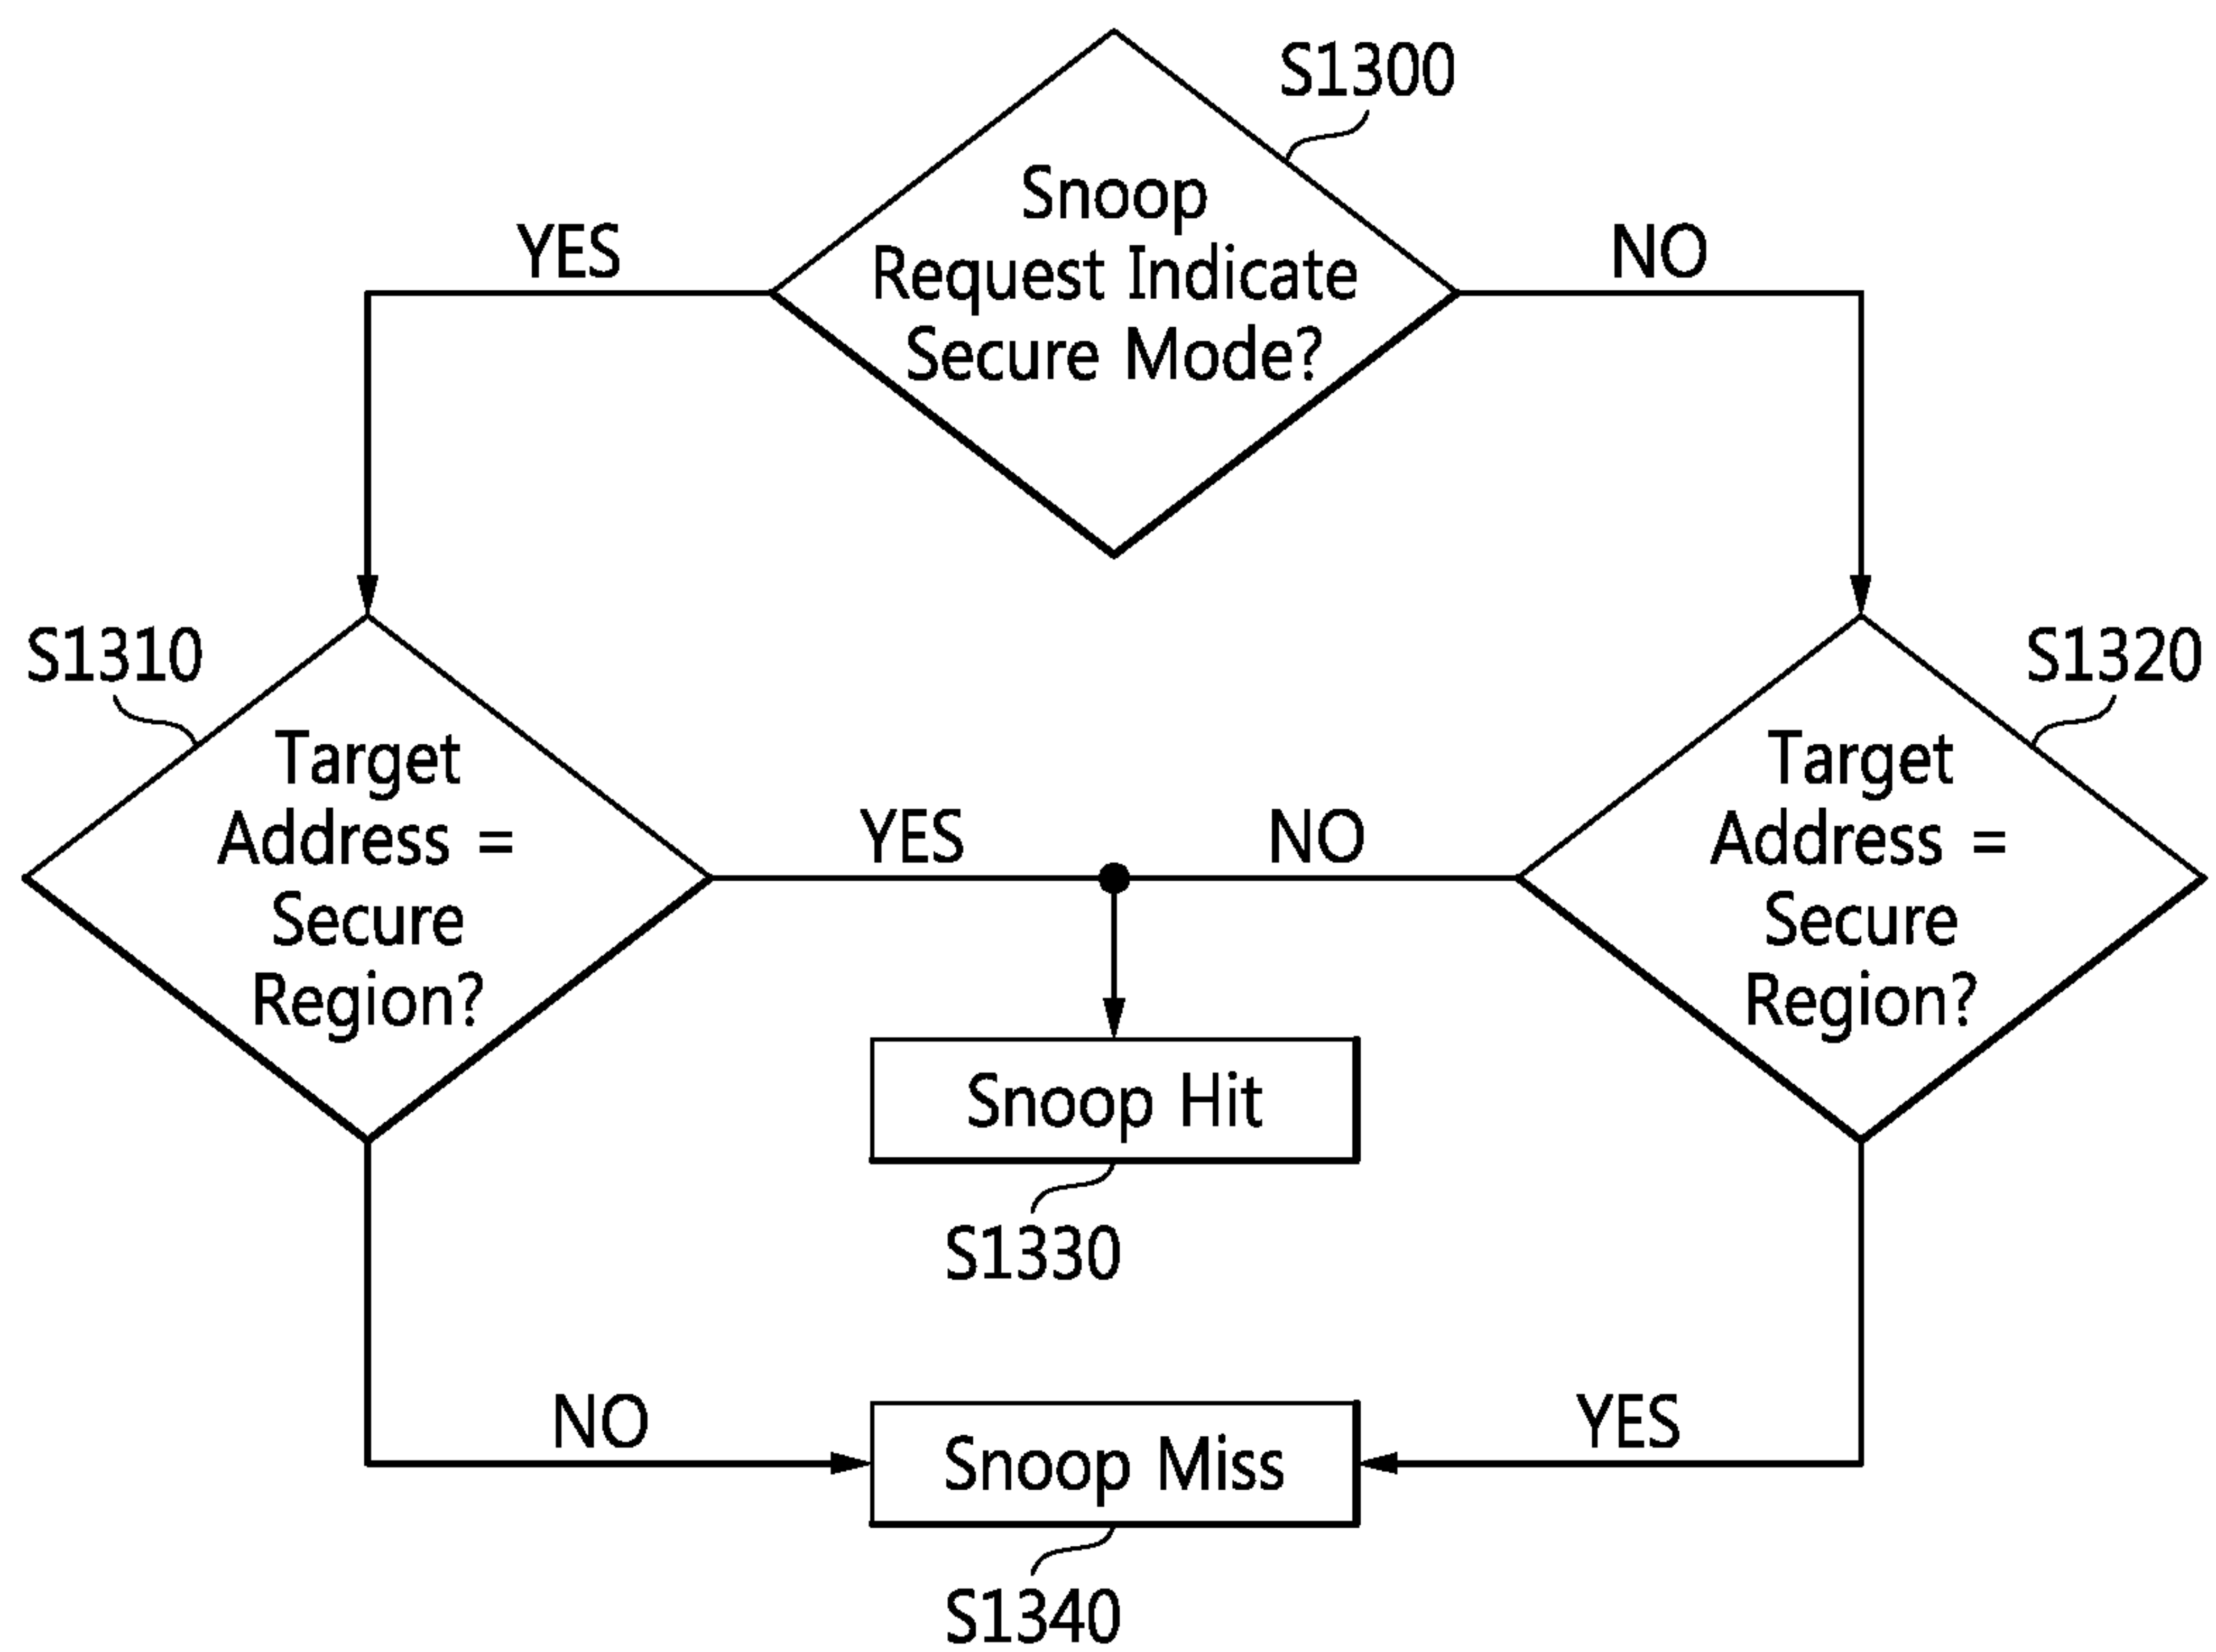 S1300
Snoop
Request Indicate
Secure Mode?
YES
NO
S1310
Target
Address =
Secure
Region?
S1320
Target
Address =
Secure
Region?
YES
NO
Snoop Hit
S1330
NO
Snoop Miss
YES
S1340